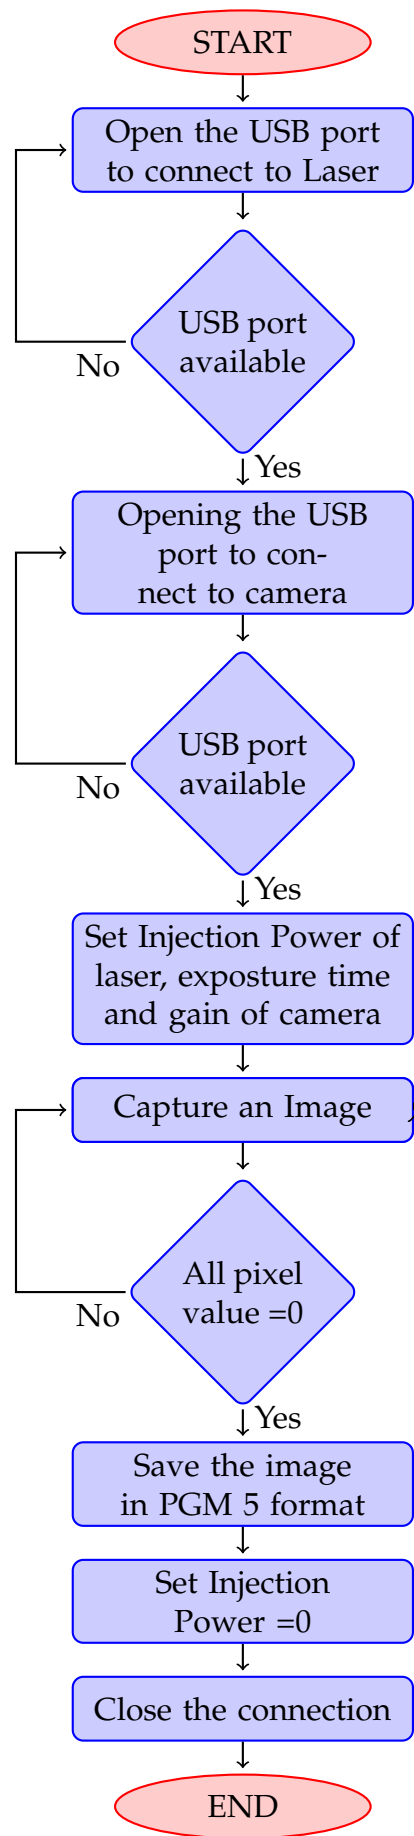 START
Open the USB port
to connect to Laser
USB port
available
No
Yes
Opening the USB
port to con-
nect to camera
USB port
available
No
Yes
Set Injection Power of
laser, exposture time
and gain of camera
Capture an Image
All pixel
value =0
No
Yes
Save the image
in PGM 5 format
Set Injection
Power =0
Close the connection
END